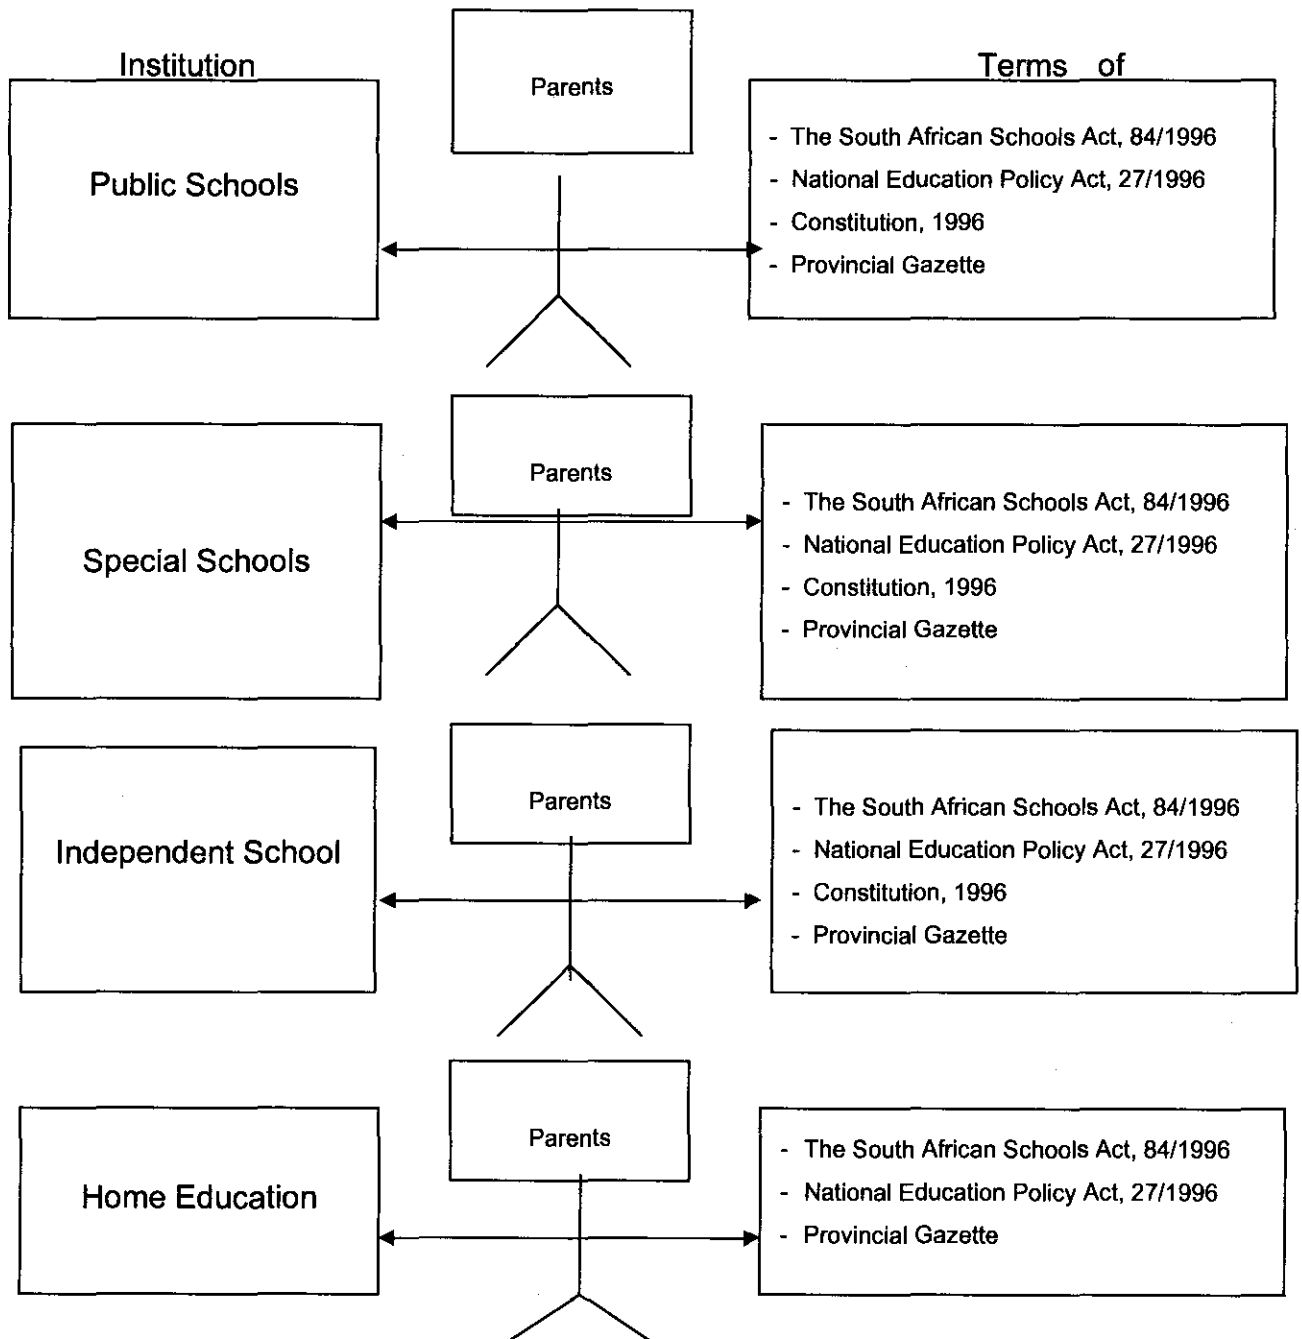 Institution
Parents
Terms of
Public Schools
- The South African Schools Act, 84/1996
- National Education Policy Act, 27/1996
- Constitution, 1996
- Provincial Gazette
Special Schools
Parents
- The South African Schools Act, 84/1996
- National Education Policy Act, 27/1996
- Constitution, 1996
- Provincial Gazette
Independent School
Parents
- The South African Schools Act, 84/1996
- National Education Policy Act, 27/1996
- Constitution, 1996
- Provincial Gazette
Home Education
Parents
- The South African Schools Act, 84/1996
- National Education Policy Act, 27/1996
- Provincial Gazette